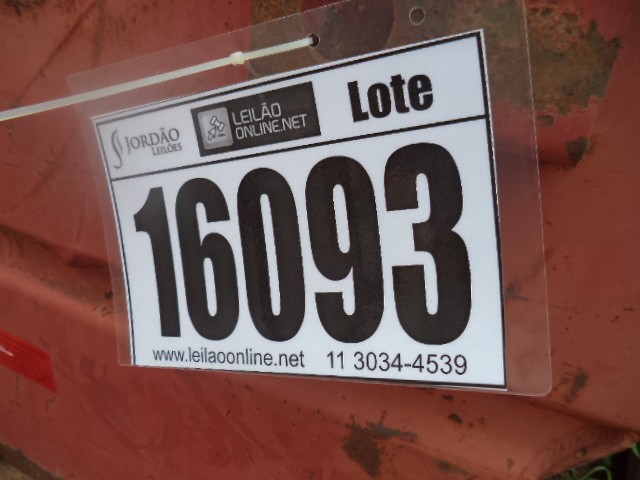 JORDÃO
LEILÕES
LEILÃO
ONLINE.NET
Lote
16093
www.leilaoonline.net 11 3034-4539